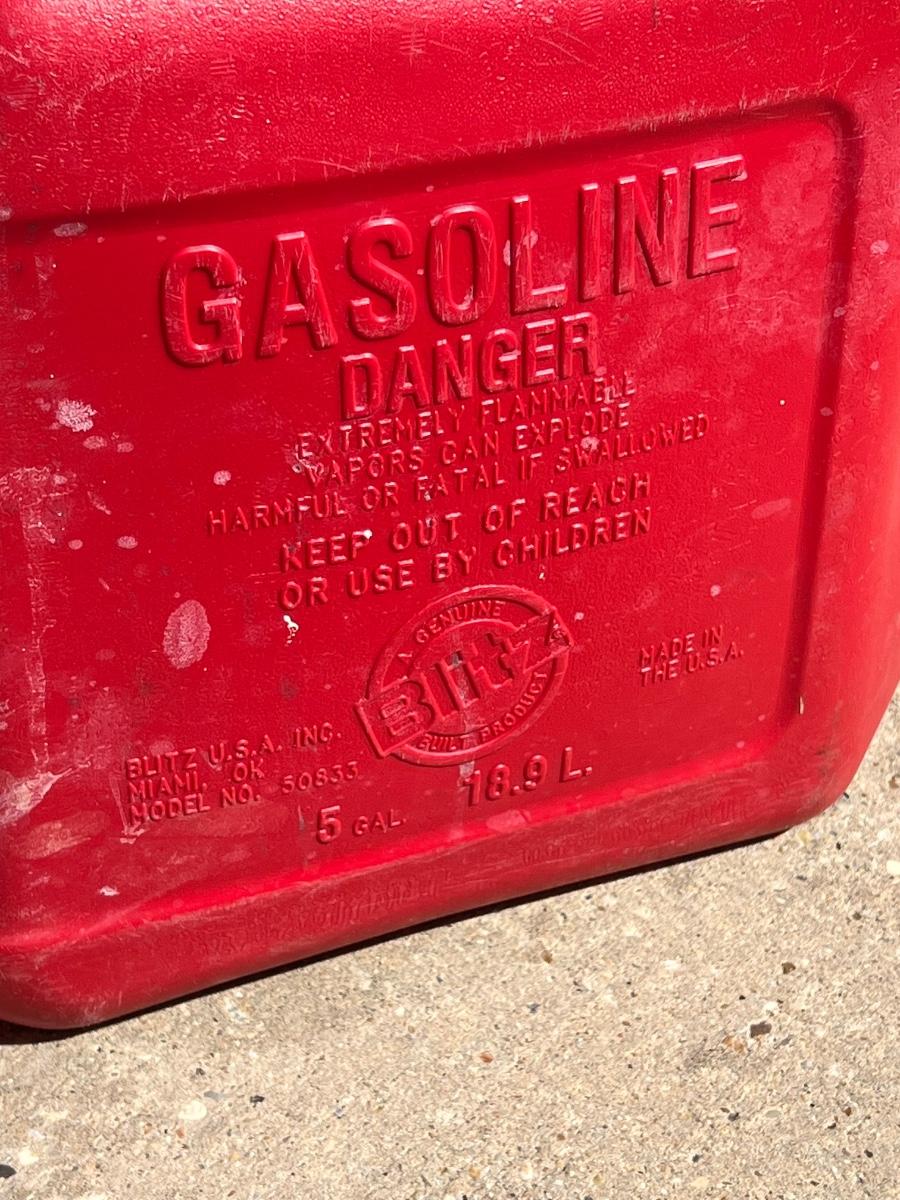 GASOLINE
DANGER
EXTREMELY FLAMMABLE
VAPORS CAN EXPLODE
HARMFUL OR FATAL IF SWALLOWED
KEEP OUT OF REACH
OR USE BY CHILDREN
A GENUINE
Blitz
BUILT PRODUCT
MADE IN
THE U.S.A.
BLITZ U.S.A. INC.
MIAMI, OK
MODEL NO. 50833
5 GAL. 18.9 L.